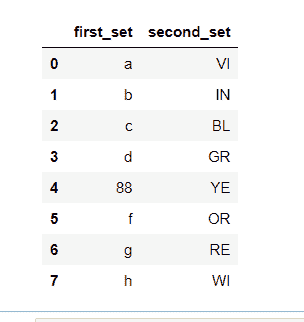 first_set second_set
0 a VI
1 b IN
2 c BL
3 d GR
4 88 YE
5 f OR
6 g RE
7 h WI